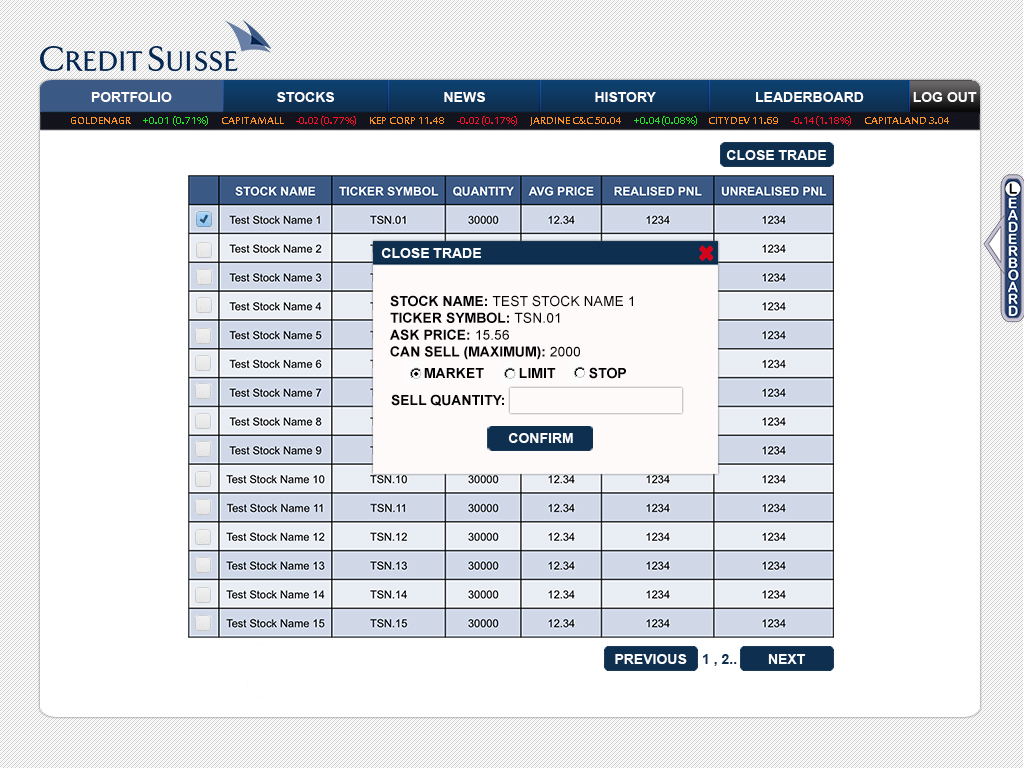 CREDIT SUISSE
PORTFOLIO STOCKS NEWS HISTORY LEADERBOARD LOG OUT
GOLDENAGR +0.01 (0.71%) CAPITAMALL -0.02 (0.77%) KEP CORP 11.48 -0.02 (0.17%) JARDINE C&C 50.04 +0.04 (0.08%) CITYDEV 11.69 -0.14 (1.18%) CAPITALAND 3.04
CLOSE TRADE
STOCK NAME TICKER SYMBOL QUANTITY AVG PRICE REALISED PNL UNREALISED PNL
Test Stock Name 1 TSN.01 30000 12.34 1234 1234
Test Stock Name 2 1234
Test Stock Name 3 1234
Test Stock Name 4 1234
Test Stock Name 5 1234
Test Stock Name 6 1234
Test Stock Name 7 1234
Test Stock Name 8 1234
Test Stock Name 9 1234
Test Stock Name 10 TSN.10 30000 12.34 1234 1234
Test Stock Name 11 TSN.11 30000 12.34 1234 1234
Test Stock Name 12 TSN.12 30000 12.34 1234 1234
Test Stock Name 13 TSN.13 30000 12.34 1234 1234
Test Stock Name 14 TSN.14 30000 12.34 1234 1234
Test Stock Name 15 TSN.15 30000 12.34 1234 1234
CLOSE TRADE
STOCK NAME: TEST STOCK NAME 1
TICKER SYMBOL: TSN.01
ASK PRICE: 15.56
CAN SELL (MAXIMUM): 2000
MARKET LIMIT STOP
SELL QUANTITY:
CONFIRM
PREVIOUS 1 , 2.. NEXT
LEADERBOARD